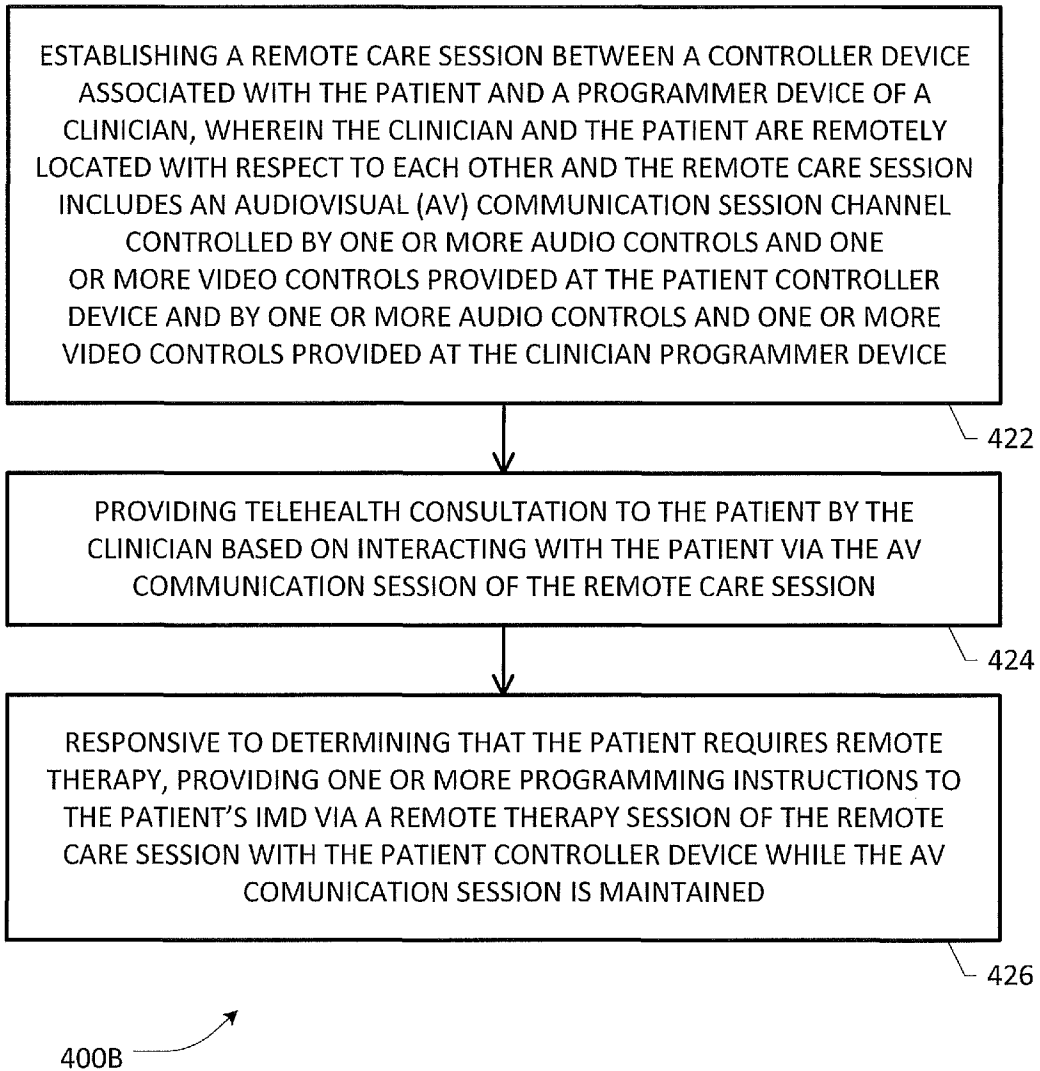 ESTABLISHING A REMOTE CARE SESSION BETWEEN A CONTROLLER DEVICE
ASSOCIATED WITH THE PATIENT AND A PROGRAMMER DEVICE OF A
CLINICIAN, WHEREIN THE CLINICIAN AND THE PATIENT ARE REMOTELY
LOCATED WITH RESPECT TO EACH OTHER AND THE REMOTE CARE SESSION
INCLUDES AN AUDIOVISUAL (AV) COMMUNICATION SESSION CHANNEL
CONTROLLED BY ONE OR MORE AUDIO CONTROLS AND ONE
OR MORE VIDEO CONTROLS PROVIDED AT THE PATIENT CONTROLLER
DEVICE AND BY ONE OR MORE AUDIO CONTROLS AND ONE OR MORE
VIDEO CONTROLS PROVIDED AT THE CLINICIAN PROGRAMMER DEVICE
422
PROVIDING TELEHEALTH CONSULTATION TO THE PATIENT BY THE
CLINICIAN BASED ON INTERACTING WITH THE PATIENT VIA THE AV
COMMUNICATION SESSION OF THE REMOTE CARE SESSION
424
RESPONSIVE TO DETERMINING THAT THE PATIENT REQUIRES REMOTE
THERAPY, PROVIDING ONE OR MORE PROGRAMMING INSTRUCTIONS TO
THE PATIENT'S IMD VIA A REMOTE THERAPY SESSION OF THE REMOTE
CARE SESSION WITH THE PATIENT CONTROLLER DEVICE WHILE THE AV
COMUNICATION SESSION IS MAINTAINED
426
400B